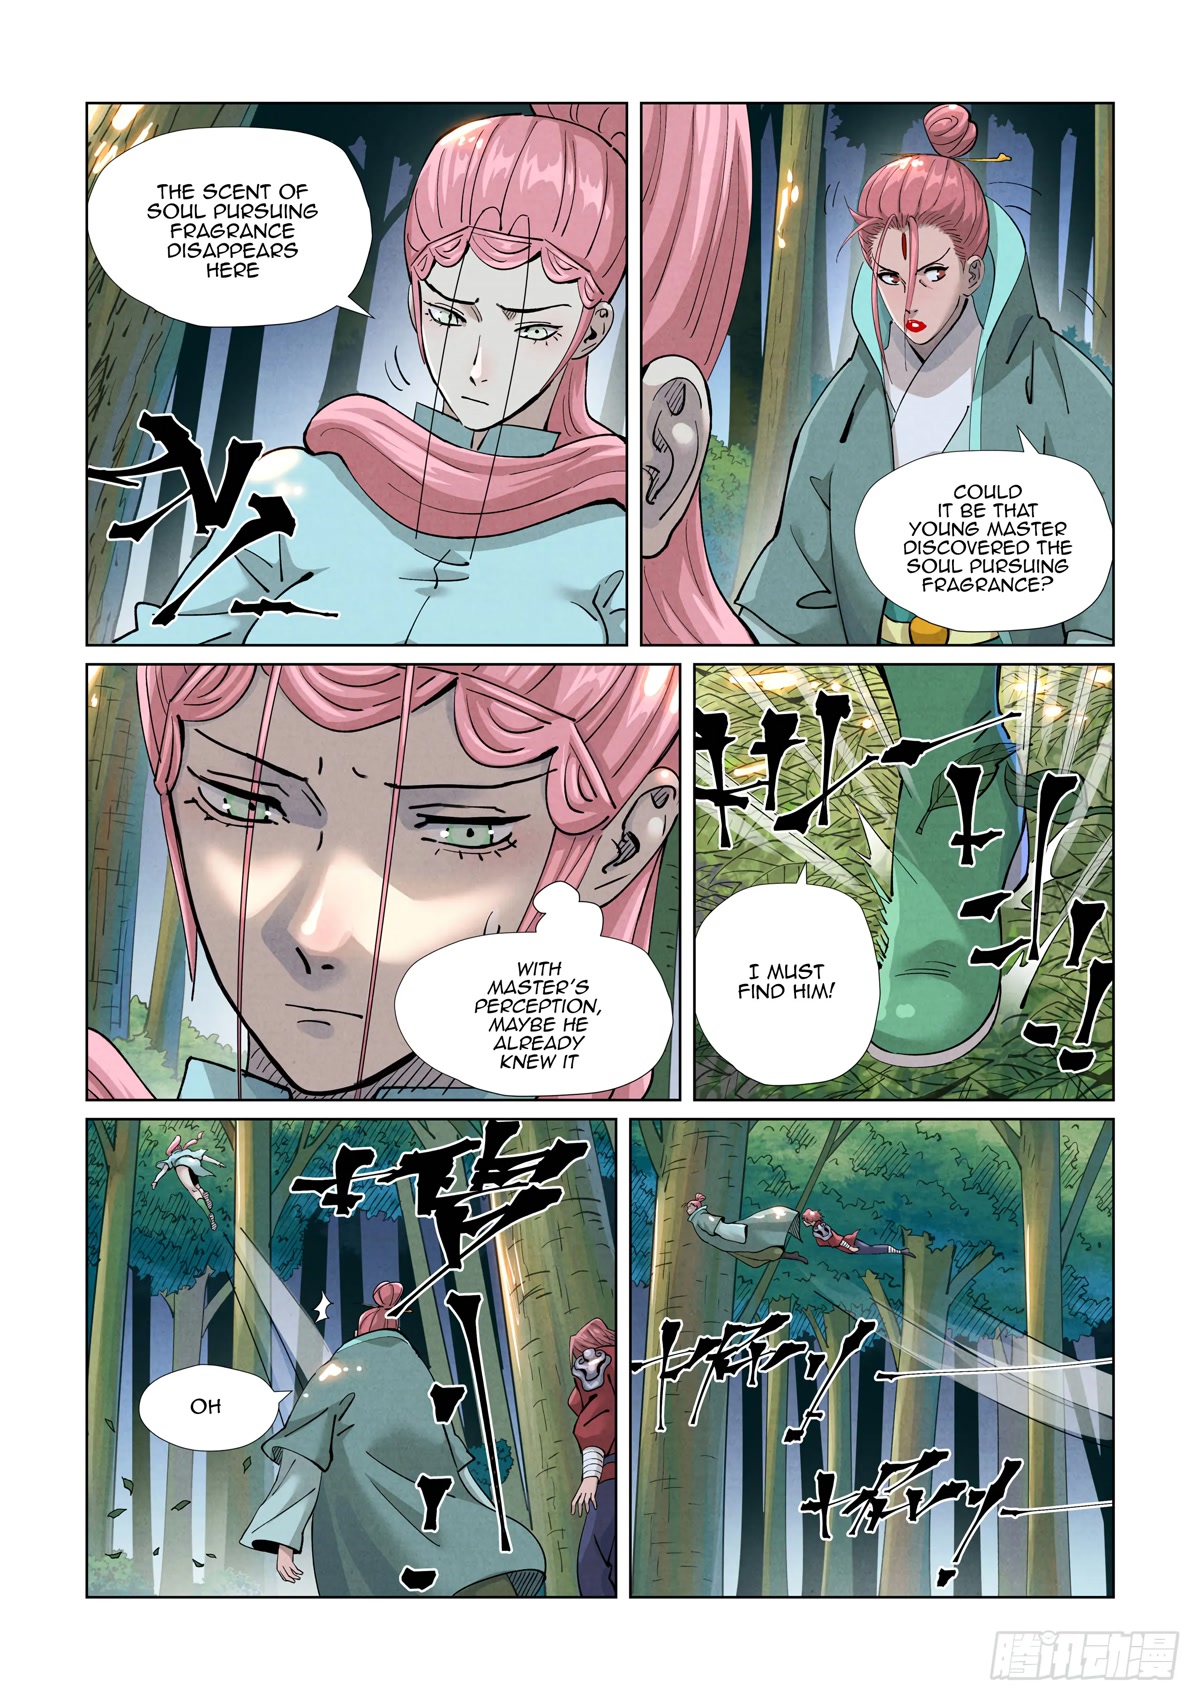 THE SCENT OF
SOUL PURSUING
FRAGRANCE
DISAPPEARS
HERE
COULD
IT BE THAT
YOUNG MASTER
DISCOVERED THE
SOUL PURSUING
FRAGRANCE?
WITH
MASTER'S
PERCEPTION,
MAYBE HE
ALREADY
KNEW IT
I MUST
FIND HIM!
OH
腾讯动漫